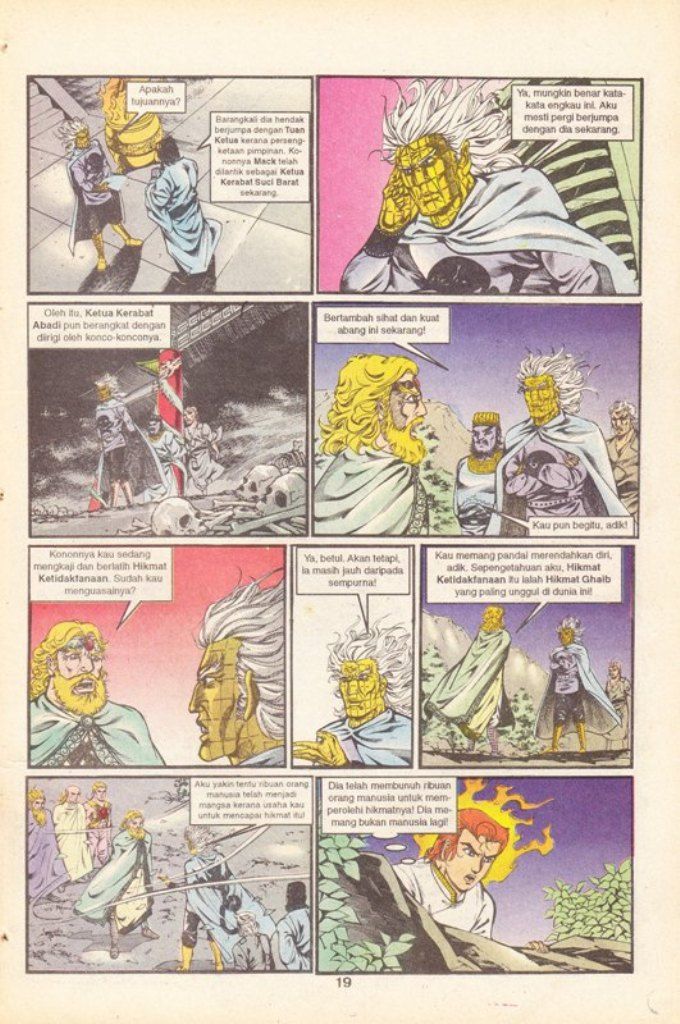 Apakah
tujuannya?
Barangkali dia hendak
berjumpa dengan Tuan
Ketua kerana perseng-
ketaan pimpinan. Ko-
nonnya Mack telah
dilantik sebagai Ketua
Kerabat Suci Barat
sekarang.
Ya, mungkin benar kata-
kata engkau ini. Aku
mesti pergi berjumpa
dengan dia sekarang.
Oleh itu, Ketua Kerabat
Abadi pun berangkat dengan
diirigi oleh konco-konconya.
Bertambah sihat dan kuat
abang ini sekarang!
Kau pun begitu, adik!
Kononnya kau sedang
mengkaji dan berlatih Hikmat
Ketidakfanaan. Sudah kau
menguasainya?
Ya, betul. Akan tetapi,
ia masih jauh daripada
sempurna!
Kau memang pandai merendahkan diri,
adik. Sepengetahuan aku, Hikmat
Ketidakfanaan itu ialah Hikmat Ghaib
yang paling unggul di dunia ini!
Aku yakin tentu ribuan orang
manusia telah menjadi
mangsa kerana usaha kau
untuk mencapai hikmat itu!
Dia telah membunuh ribuan
orang manusia untuk mem-
perolehi hikmatnya! Dia me-
mang bukan manusia lagi!
19